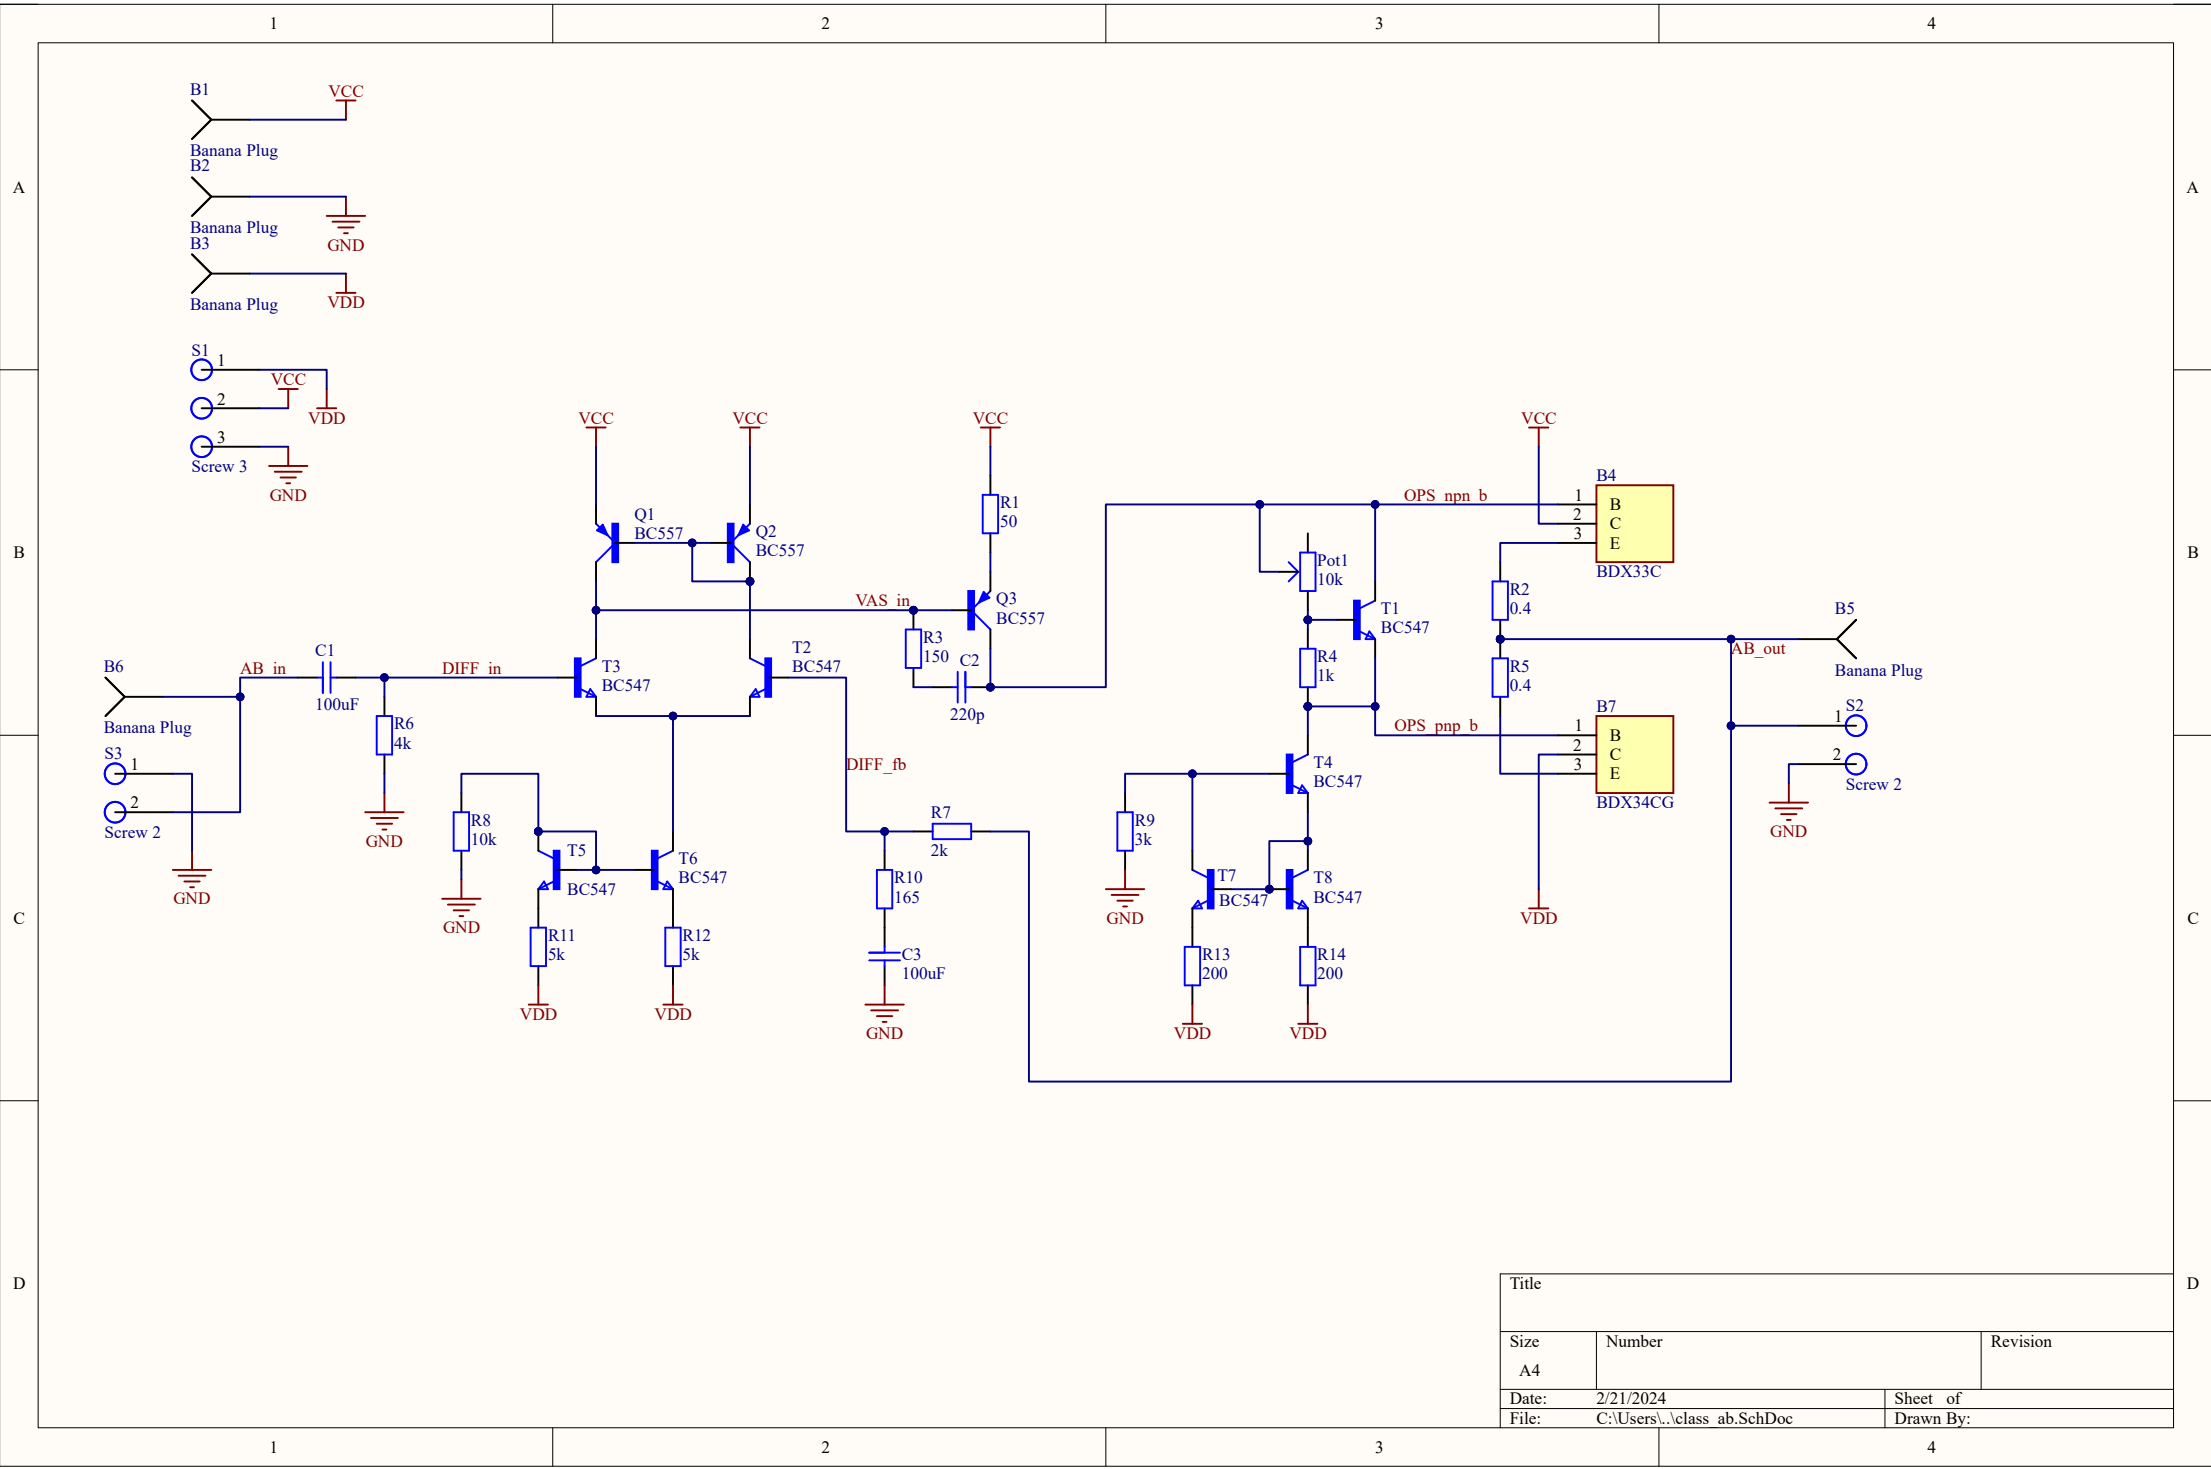 1 2 3 4
A A
B B
C C
D D
B1
VCC
Banana Plug
B2
Banana Plug
GND
B3
VDD
Banana Plug
S1
1
VCC
2
VDD
3
Screw 3
GND
VCC
VCC
VCC
VCC
Q1
BC557
Q2
BC557
R1
50
VAS_in
Q3
BC557
R3
150
C2
220p
B6
AB_in
C1
100uF
DIFF_in
T3
BC547
T2
BC547
Banana Plug
S3
1
2
Screw 2
GND
R6
4k
GND
R8
10k
GND
T5
BC547
T6
BC547
R11
5k
R12
5k
VDD
VDD
DIFF_fb
R7
2k
R10
165
C3
100uF
GND
Pot1
10k
T1
BC547
R4
1k
OPS_npn_b
B4
1 B
2 C
3 E
BDX33C
R2
0.4
R5
0.4
B5
AB_out
Banana Plug
OPS_pnp_b
B7
1 B
2 C
3 E
BDX34CG
S2
1
2
Screw 2
GND
T4
BC547
R9
3k
GND
T7
BC547
T8
BC547
R13
200
R14
200
VDD
VDD
VDD
Title
Size
A4
Number
Revision
Date: 2/21/2024
Sheet of
File: C:\Users\..\class_ab.SchDoc
Drawn By:
1 2 3 4